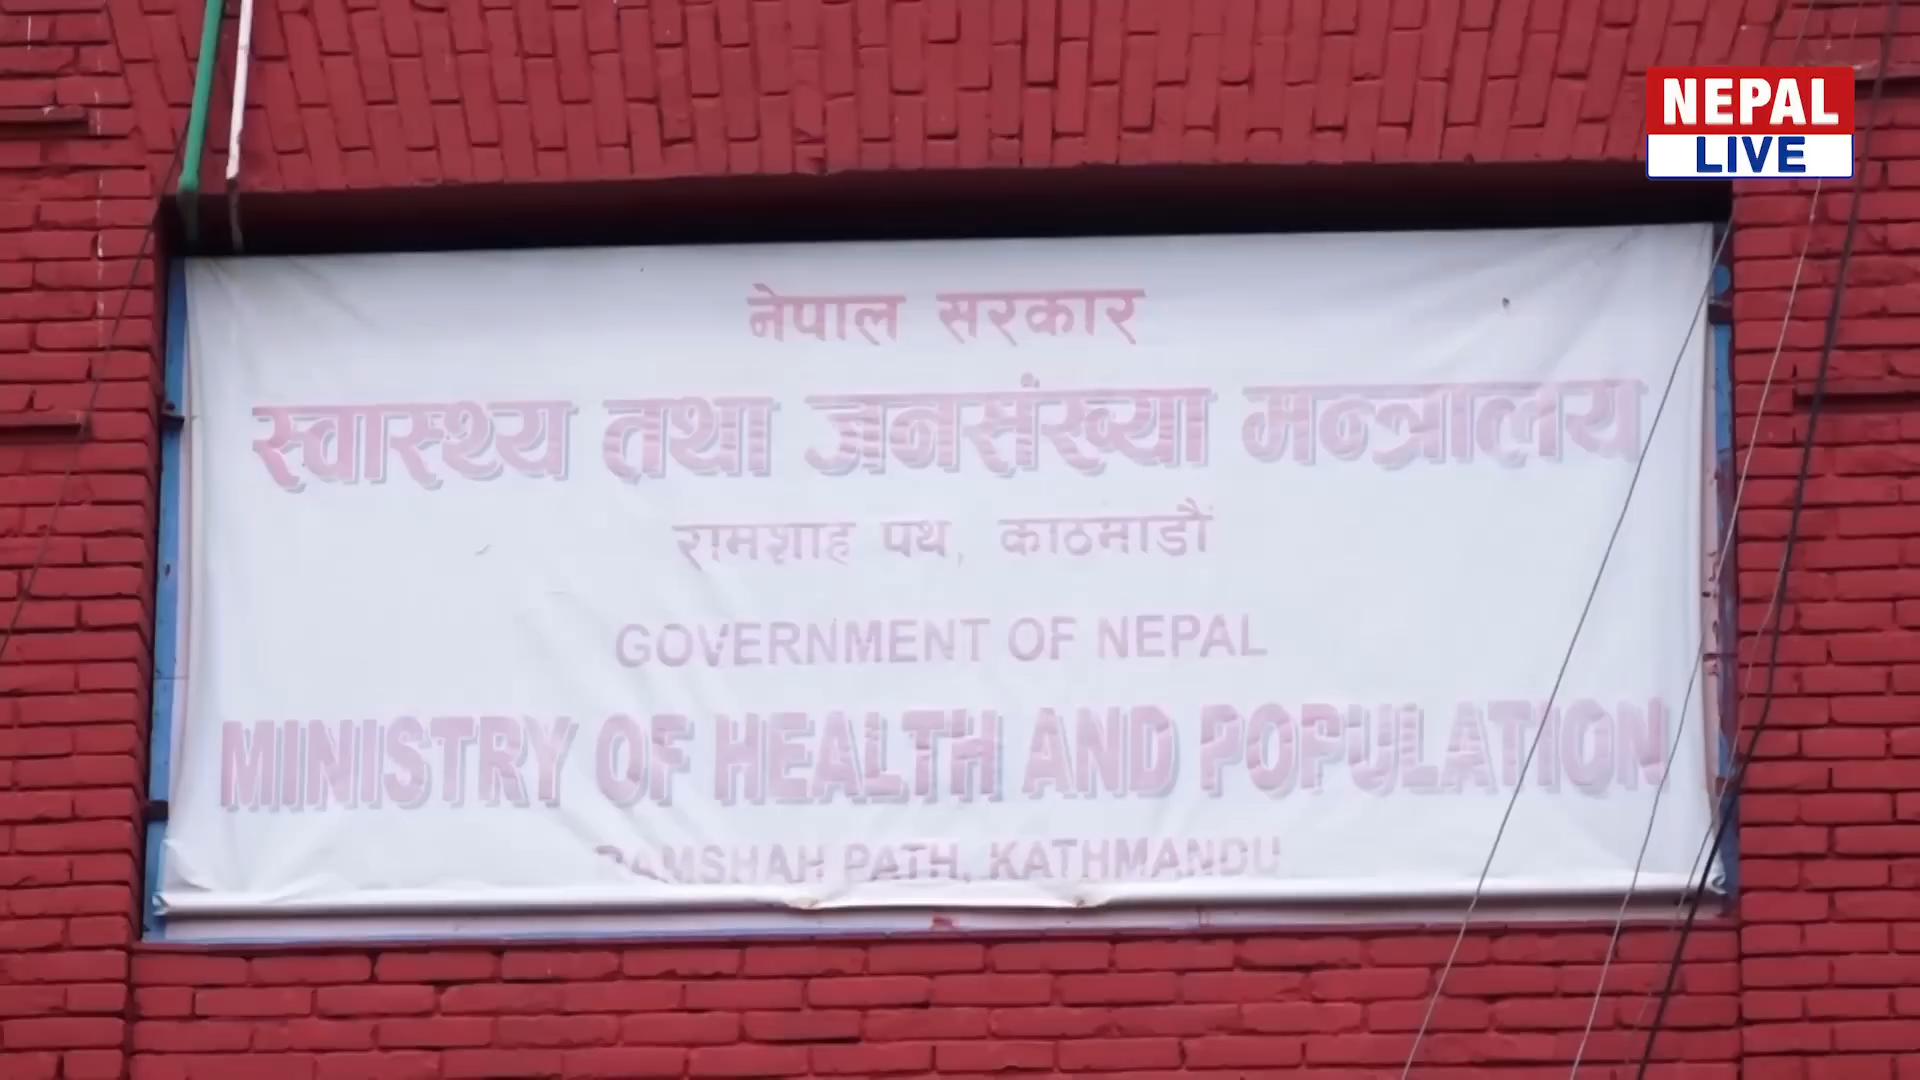 NEPAL
LIVE
नेपाल सरकार
स्वास्थ्य तथा जनसंख्या मन्त्रालय
रामशाह पथ, काठमाडौं
GOVERNMENT OF NEPAL
MINISTRY OF HEALTH AND POPULATION
RAMSHAH PATH, KATHMANDU